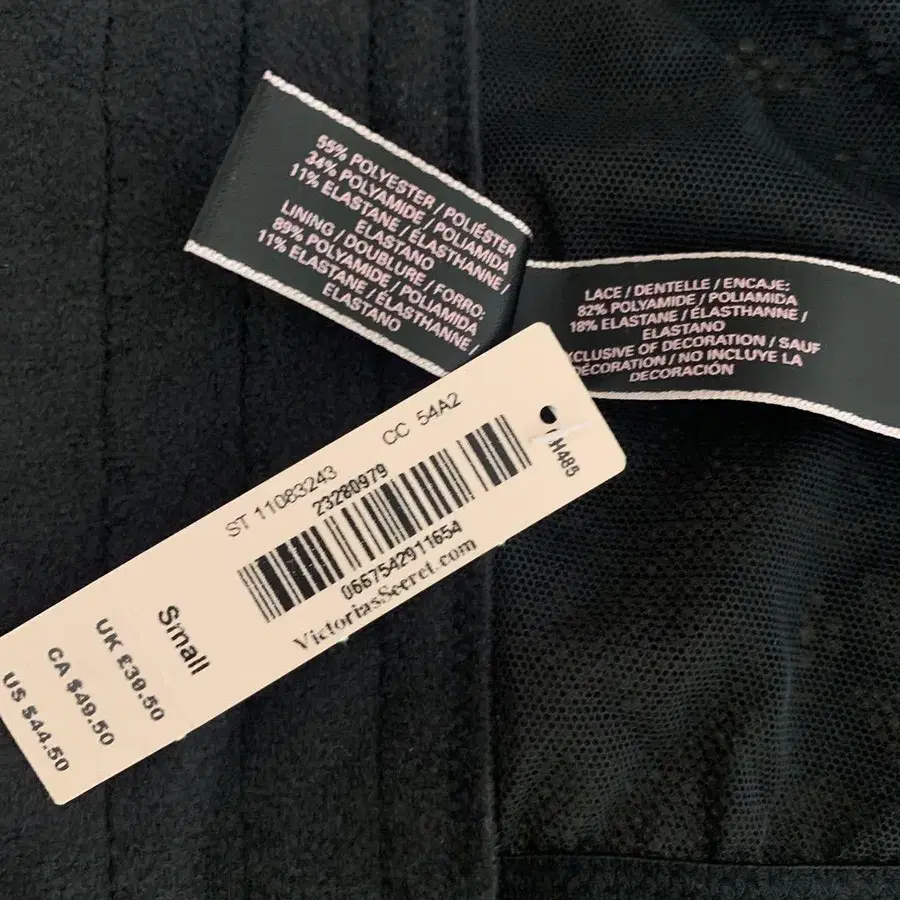 55% POLYESTER / POLIÉSTER
34% POLYAMIDE / POLIAMIDA
11% ELASTANE / ÉLASTHANNE /
ELASTANO
LINING / DOUBLURE / FORRO:
89% POLYAMIDE / POLIAMIDA
11% ELASTANE / ÉLASTHANNE /
ELASTANO
LACE / DENTELLE / ENCAJE:
82% POLYAMIDE / POLIAMIDA
18% ELASTANE / ÉLASTHANNE /
ELASTANO
XCLUSIVE OF DECORATION / SAUF
DÉCORATION / NO INCLUYE LA
DECORACIÓN
ST 11083243 CC 54A2
23280979
0667542911654
VictoriasSecret.com
H485
Small
UK £39.50
CA $49.50
US $44.50